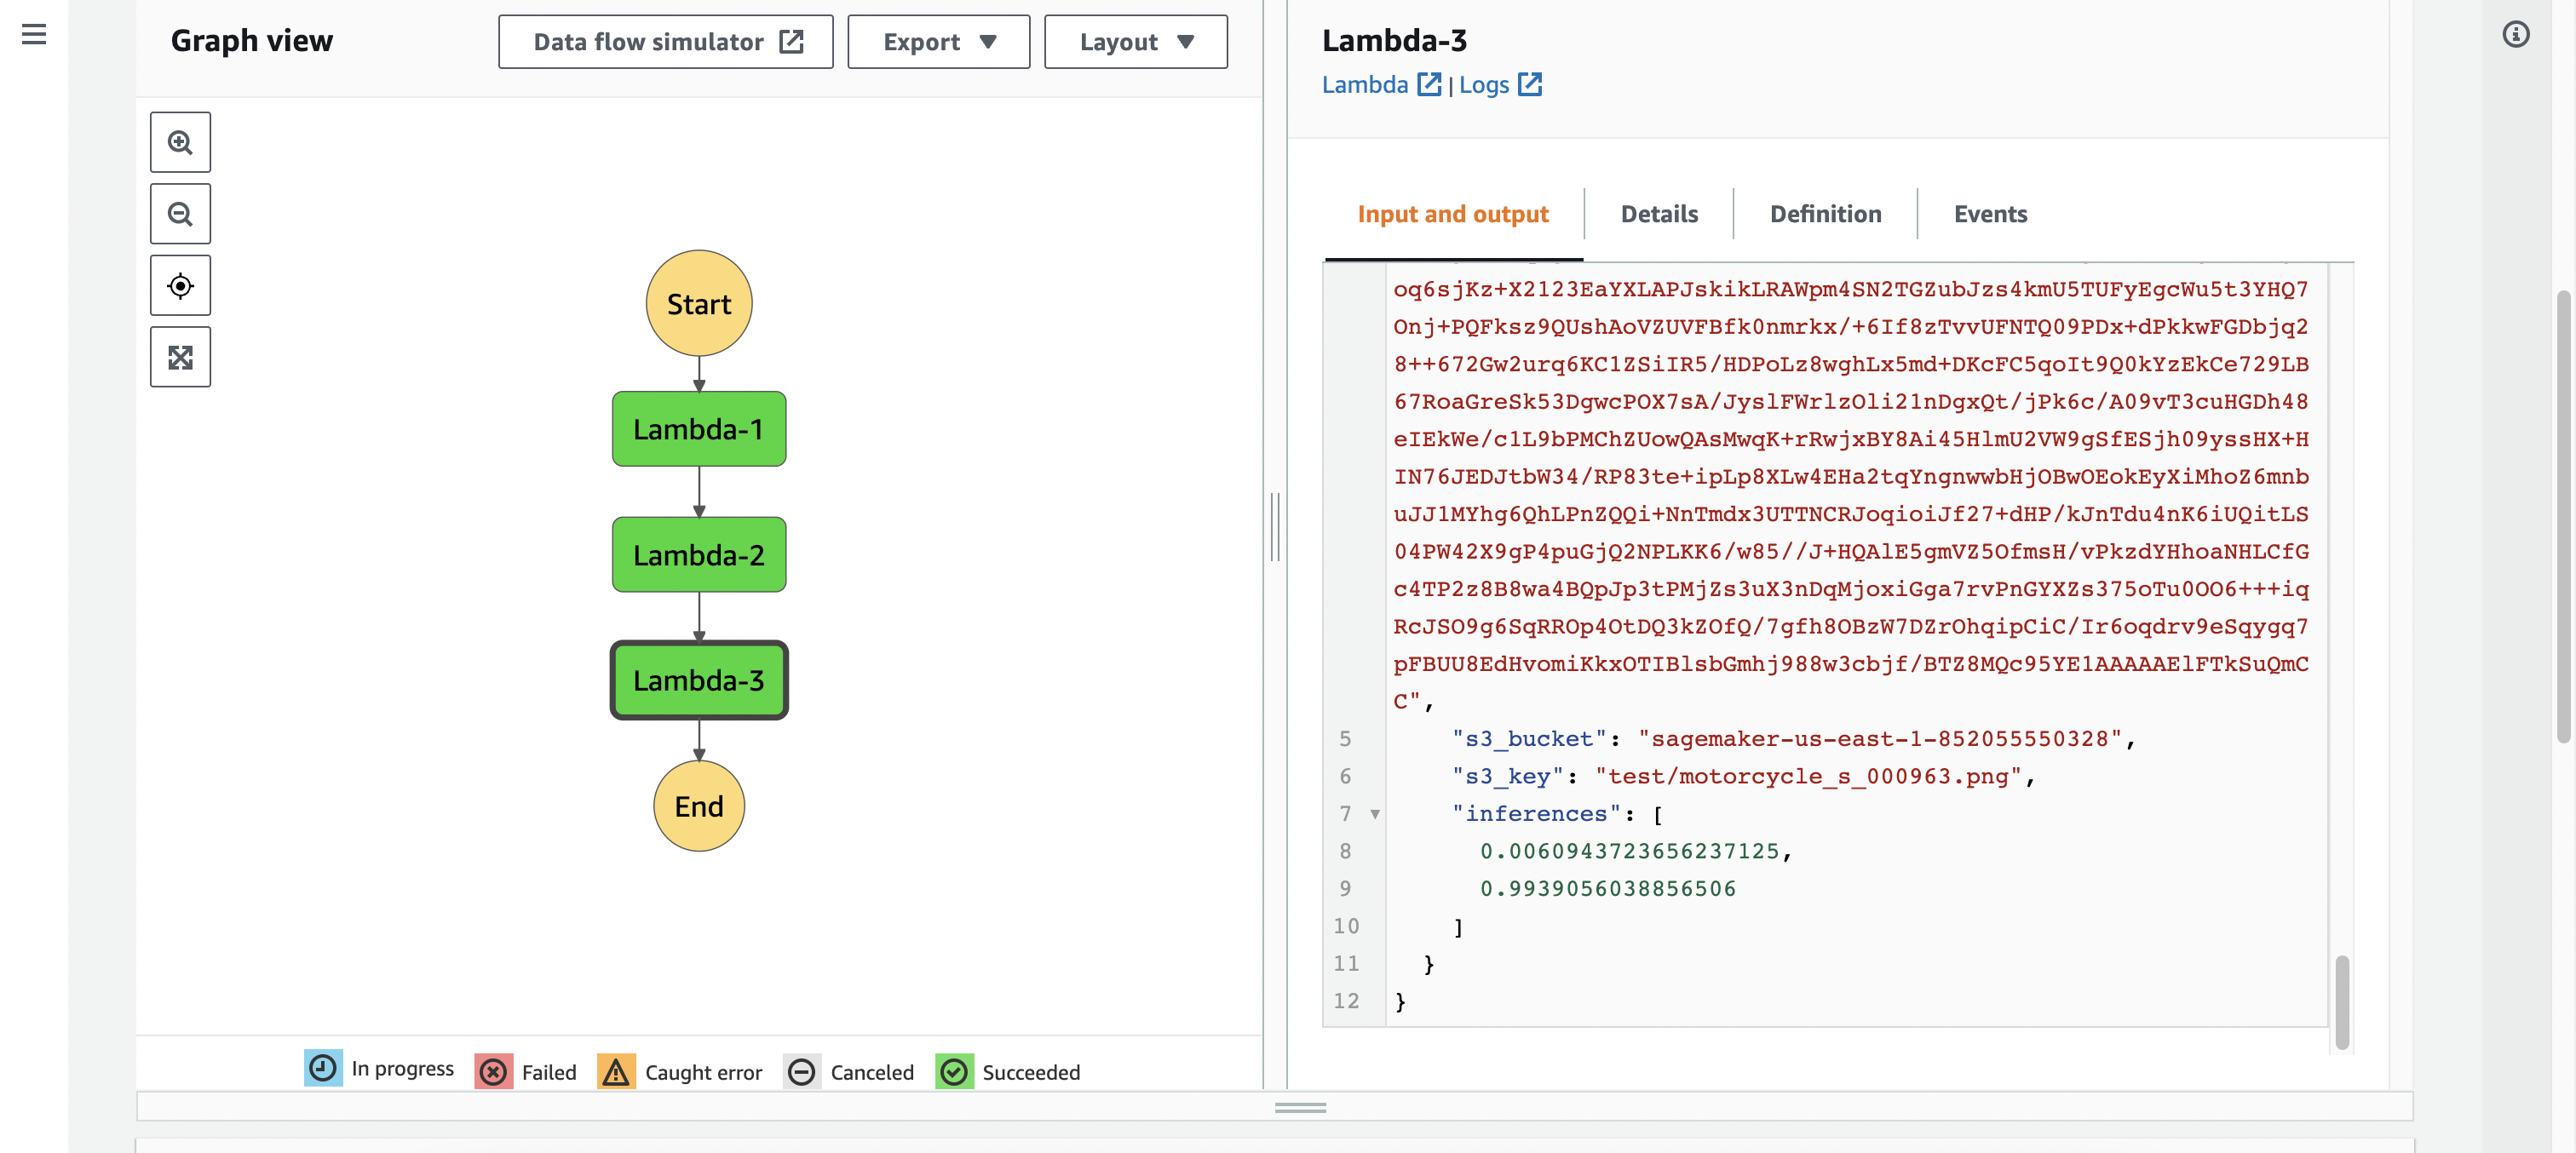 Graph view
Data flow simulator
Export
Layout
Start
Lambda-1
Lambda-2
Lambda-3
End
In progress
Failed
Caught error
Canceled
Succeeded
Lambda-3
Lambda | Logs
Input and output
Details
Definition
Events
oq6sjKz+X2123EaYXLAPJskikLRAWpm4SN2TGZubJzs4kmU5TUFyEgcWu5t3YHQ7
Onj+PQFksz9QUshAoVZUVFBfk0nmrkx/+6If8zTvvUFNTQ09PDx+dPkkwFGDbjq2
8++672Gw2urq6KC1ZSiIR5/HDPoLz8wghLx5md+DKcFC5qoIt9Q0kYzEkCe729LB
67RoaGreSk53DgwcPOX7sA/JyslFWrlzOli21nDgxQt/jPk6c/A09vT3cuHGDh48
eIEkWe/c1L9bPMChZUowQAsMwqK+rRwjxBY8Ai45HlmU2VW9gSfESjh09yssHX+H
IN76JEDJtbW34/RP83te+ipLp8XLw4EHa2tqYngnwwbHjOBwOEokEyXiMhoZ6mnb
uJJ1MYhg6QhLPnZQQi+NnTmdx3UTTNCRJoqioiJf27+dHP/kJnTdu4nK6iUQitLS
04PW42X9gP4puGjQ2NPLKK6/w85//J+HQAlE5gmVZ5OfmsH/vPkzdYHhoaNHLCfG
c4TP2z8B8wa4BQpJp3tPMjZs3uX3nDqMjoxiGga7rvPnGYXZs375oTu0OO6+++iq
RcJSO9g6SqRROp4OtDQ3kZOfQ/7gfh8OBzW7DZrOhqipCiC/Ir6oqdrv9eSqygq7
pFBUU8EdHvomiKkxOTIBlsbGmhj988w3cbjf/BTZ8MQc95YE1AAAAAElFTkSuQmC
C",
5 "s3_bucket": "sagemaker-us-east-1-852055550328",
6 "s3_key": "test/motorcycle_s_000963.png",
7 "inferences": [
8 0.0060943723656237125,
9 0.9939056038856506
10 ]
11 }
12 }